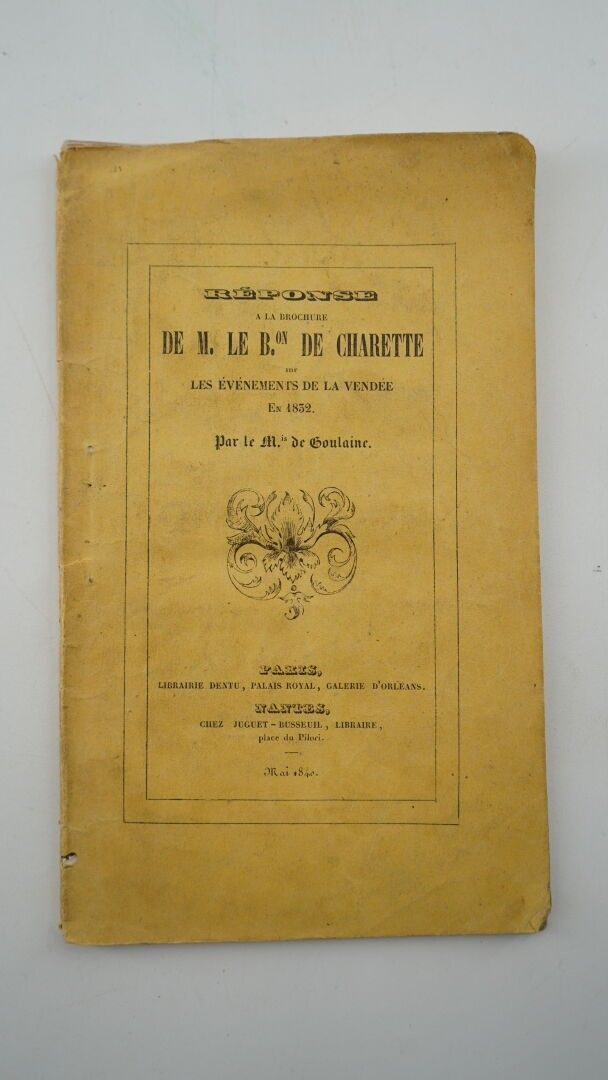 RÉPONSE
A LA BROCHURE
DE M. LE B.ON DE CHARETTE
sur
LES ÉVÉNEMENTS DE LA VENDÉE
EN 1832.
Par le M.is de Goulaine.
PARIS,
LIBRAIRIE DENTU, PALAIS ROYAL, GALERIE D'ORLÉANS.
NANTES,
CHEZ JUGUET-BUSSEUIL, LIBRAIRE,
place du Pilori.
Mai 1840.